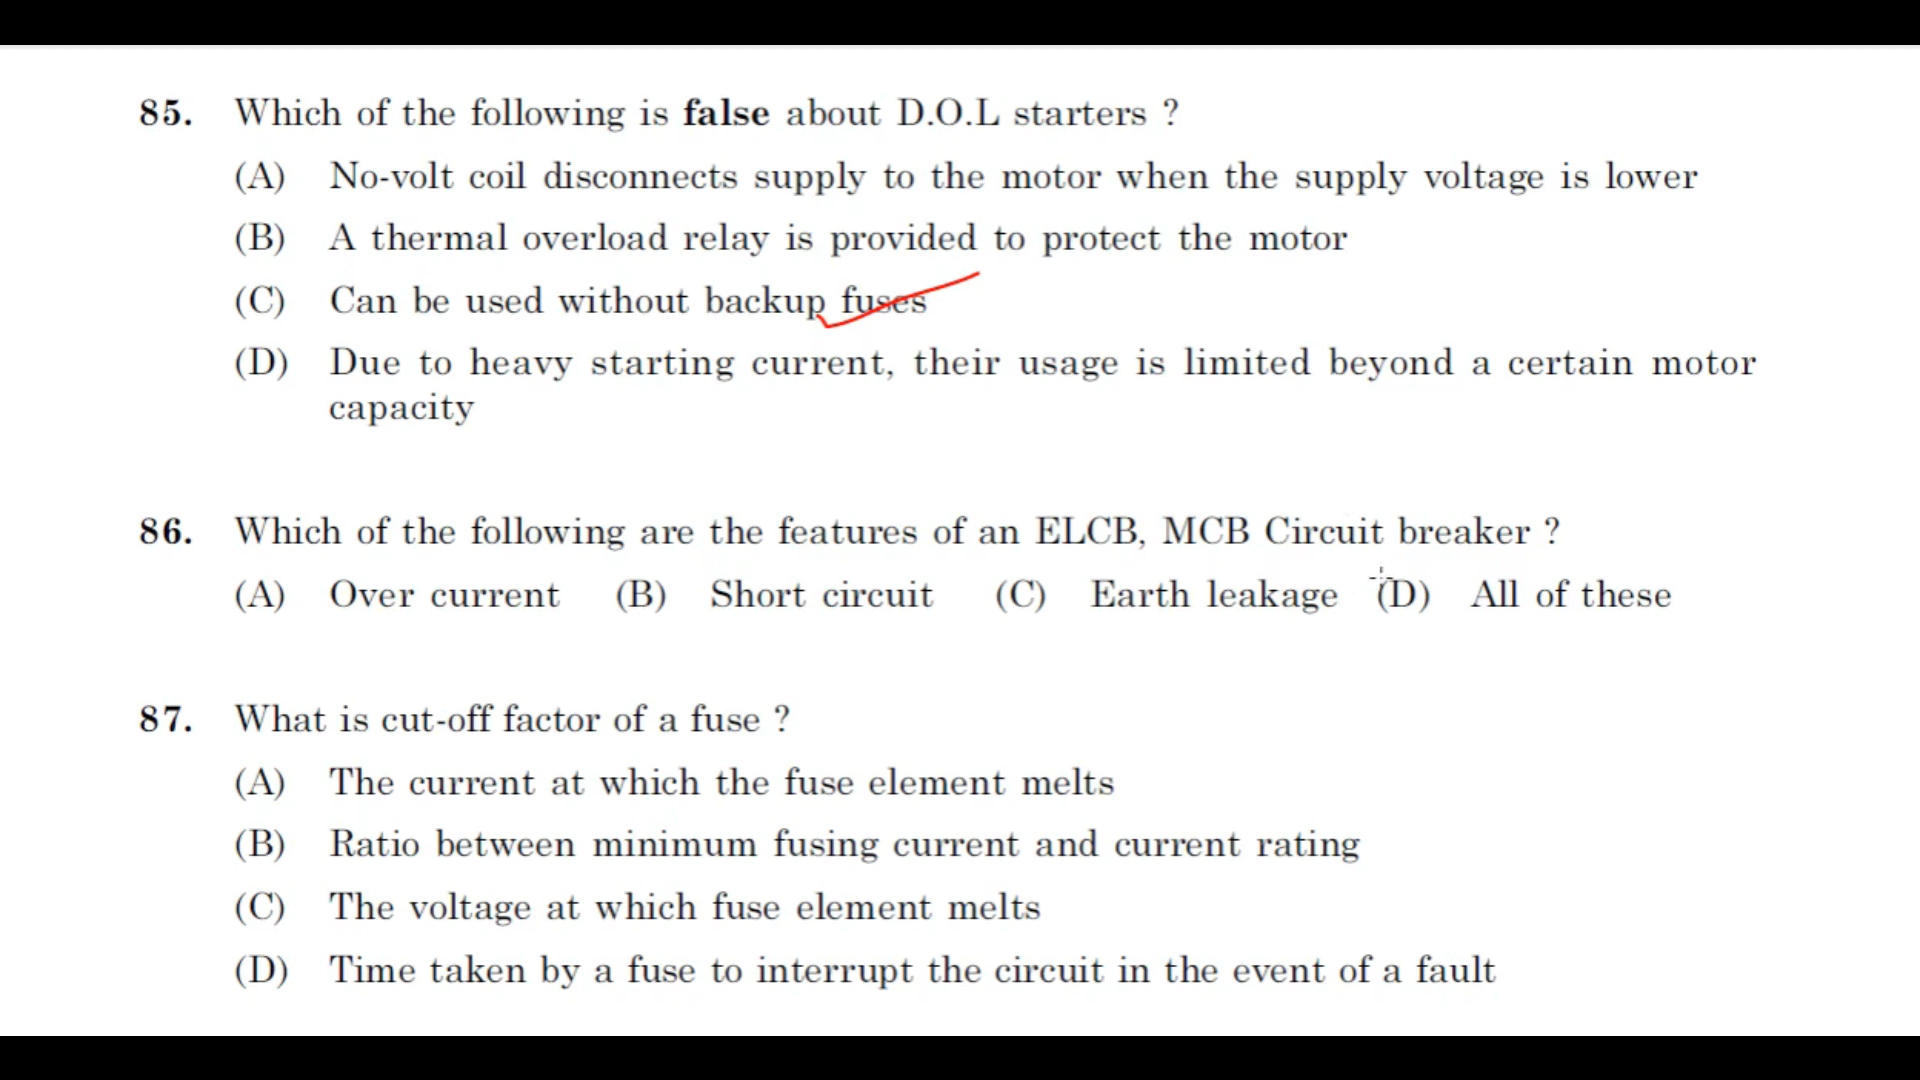 85. Which of the following is false about D.O.L starters ?
(A) No-volt coil disconnects supply to the motor when the supply voltage is lower
(B) A thermal overload relay is provided to protect the motor
(C) Can be used without backup fuses
(D) Due to heavy starting current, their usage is limited beyond a certain motor
capacity
86. Which of the following are the features of an ELCB, MCB Circuit breaker ?
(A) Over current (B) Short circuit (C) Earth leakage (D) All of these
87. What is cut-off factor of a fuse ?
(A) The current at which the fuse element melts
(B) Ratio between minimum fusing current and current rating
(C) The voltage at which fuse element melts
(D) Time taken by a fuse to interrupt the circuit in the event of a fault